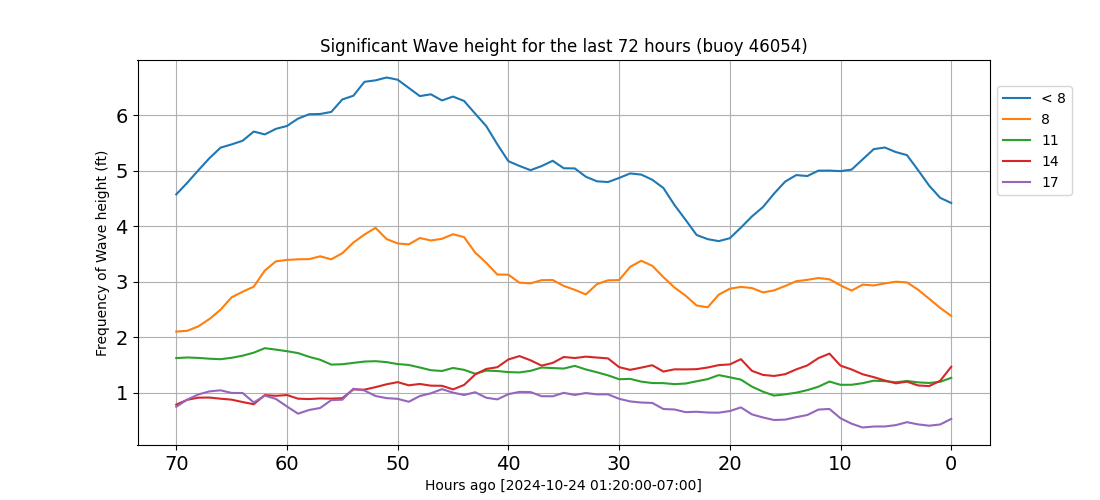 Significant Wave height for the last 72 hours (buoy 46054)
Frequency of Wave height (ft)
6
5
4
3
2
1
70 60 50 40 30 20 10 0
Hours ago [2024-10-24 01:20:00-07:00]
< 8
8
11
14
17